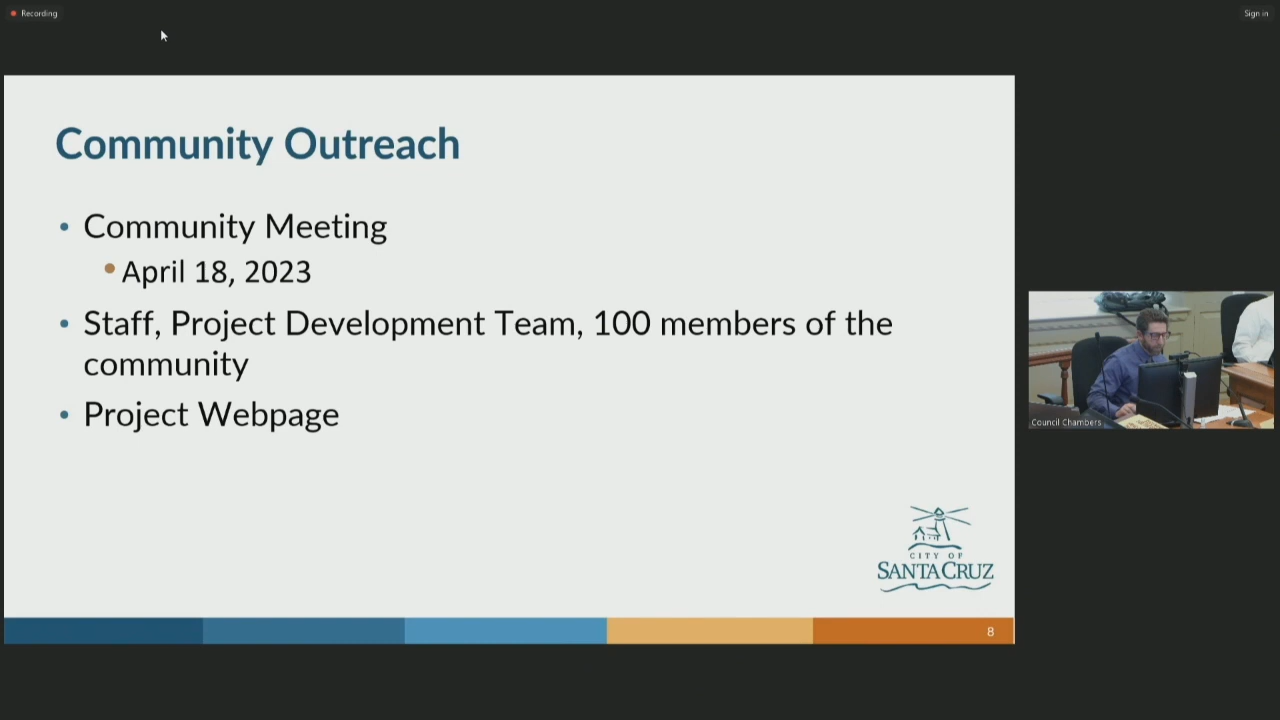 Recording
Sign in
Community Outreach
• Community Meeting
• April 18, 2023
• Staff, Project Development Team, 100 members of the
community
• Project Webpage
Council Chambers
CITY OF
SANTA CRUZ
8